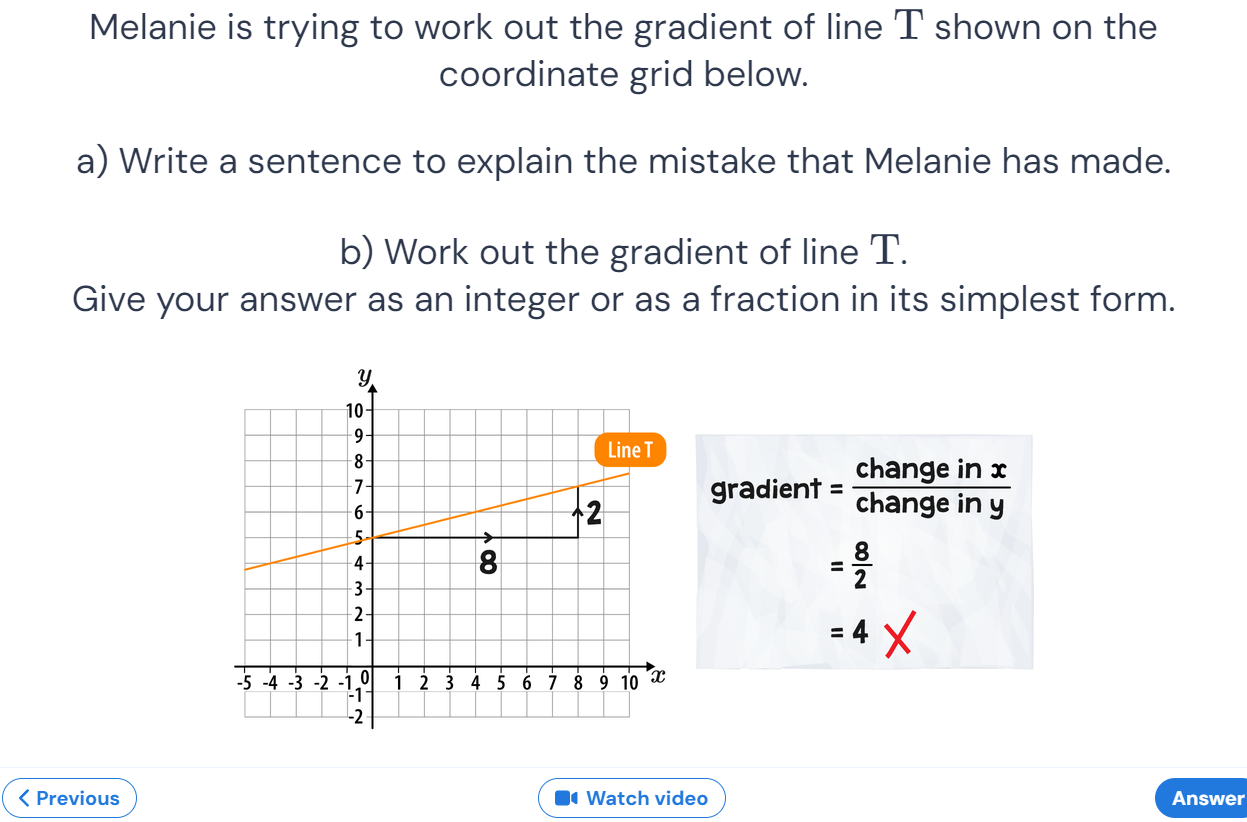 Melanie is trying to work out the gradient of line T shown on the
coordinate grid below.
a) Write a sentence to explain the mistake that Melanie has made.
b) Work out the gradient of line T.
Give your answer as an integer or as a fraction in its simplest form.
y
10
9
8
7
6
5
4
3
2
1
0
-1
-2
-5 -4 -3 -2 -1 1 2 3 4 5 6 7 8 9 10 x
Line T
2
8
gradient = change in x
change in y
= 8
2
= 4 X
Previous
Watch video
Answer